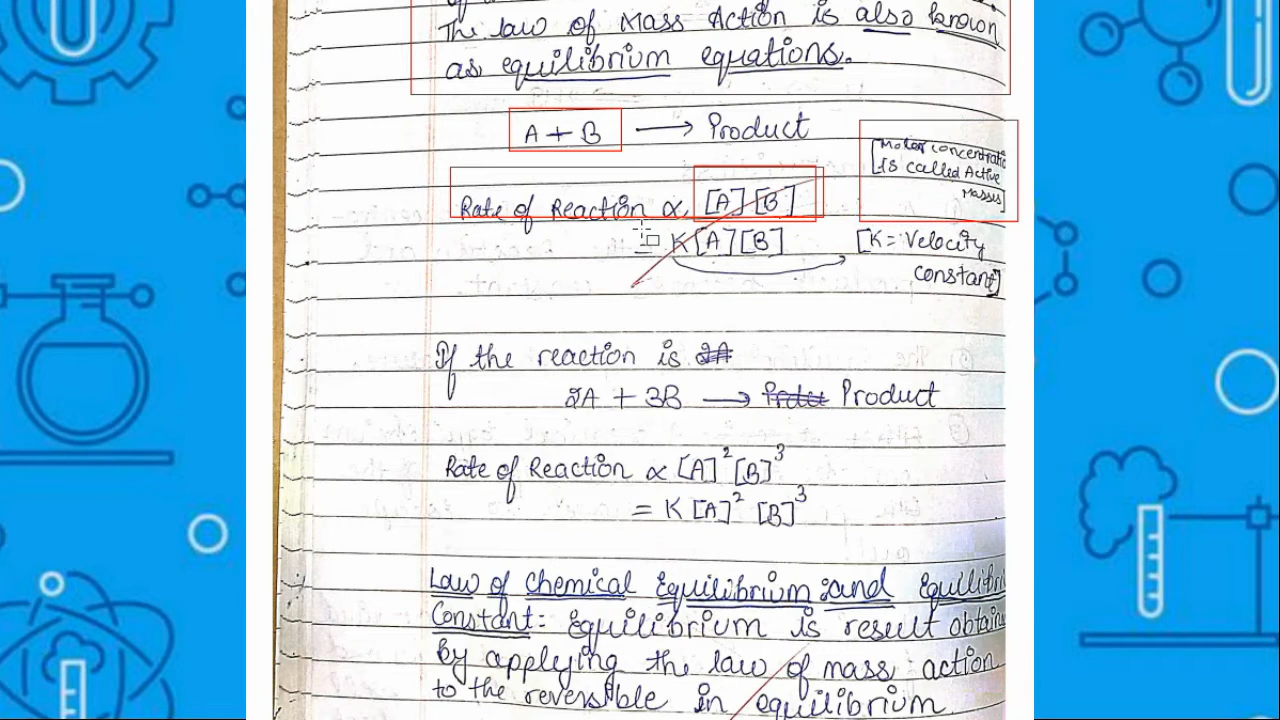 The law of Mass Action is also known
as equilibrium equations.
A + B ⟶ Product
[Molar concentratio
is called Active
Masses]
Rate of Reaction ∝ [A] [B]
= K[A][B] [K = Velocity
constant]
If the reaction is
2A + 3B ⟶ Product
Rate of Reaction ∝ [A]² [B]³
= K [A]² [B]³
Law of chemical Equilibrium and Equilibri
Constant: Equilibrium is result obtain
by applying the law of mass action
to the reversible in equilibrium